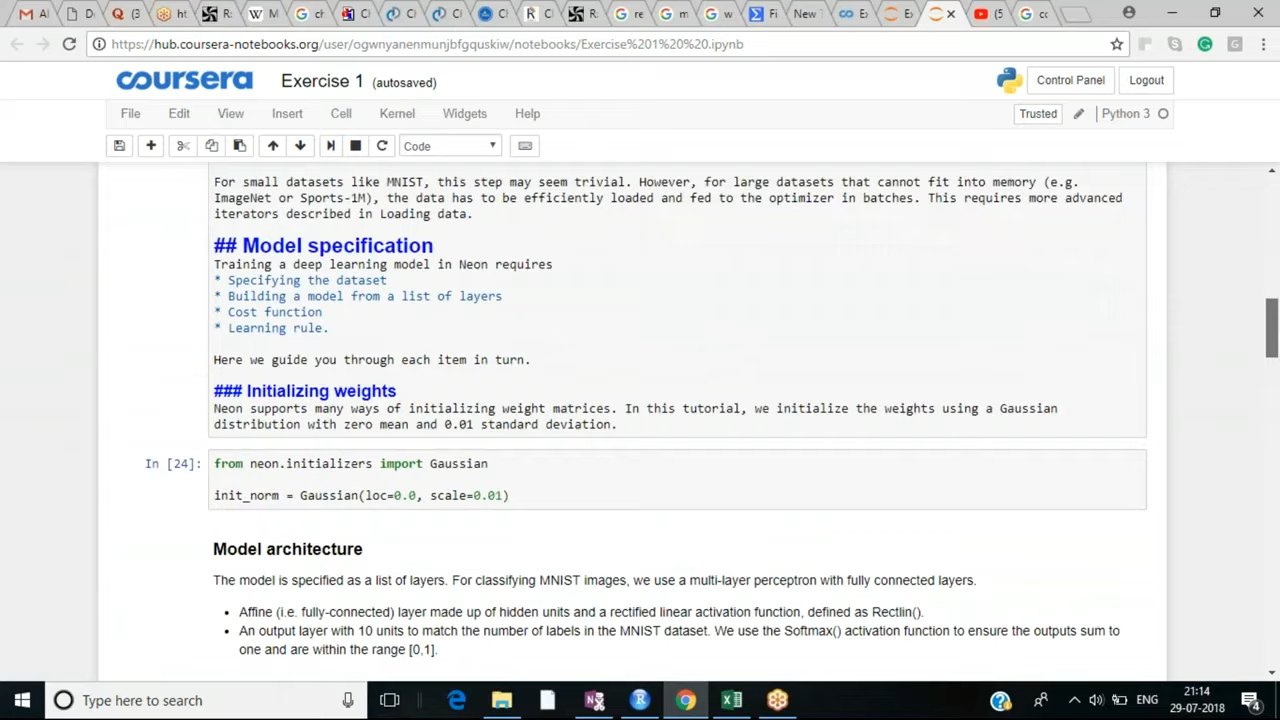 https://hub.coursera-notebooks.org/user/ogwnyanenmunjbfgquskiw/notebooks/Exercise%201%20%20.ipynb
coursera Exercise 1 (autosaved) Control Panel Logout
File Edit View Insert Cell Kernel Widgets Help Trusted Python 3
Code
For small datasets like MNIST, this step may seem trivial. However, for large datasets that cannot fit into memory (e.g.
ImageNet or Sports-1M), the data has to be efficiently loaded and fed to the optimizer in batches. This requires more advanced
iterators described in Loading data.
## Model specification
Training a deep learning model in Neon requires
* Specifying the dataset
* Building a model from a list of layers
* Cost function
* Learning rule.
Here we guide you through each item in turn.
### Initializing weights
Neon supports many ways of initializing weight matrices. In this tutorial, we initialize the weights using a Gaussian
distribution with zero mean and 0.01 standard deviation.
In [24]: from neon.initializers import Gaussian
init_norm = Gaussian(loc=0.0, scale=0.01)
Model architecture
The model is specified as a list of layers. For classifying MNIST images, we use a multi-layer perceptron with fully connected layers.
• Affine (i.e. fully-connected) layer made up of hidden units and a rectified linear activation function, defined as Rectlin().
• An output layer with 10 units to match the number of labels in the MNIST dataset. We use the Softmax() activation function to ensure the outputs sum to
one and are within the range [0,1].
Type here to search
ENG
21:14
29-07-2018
4